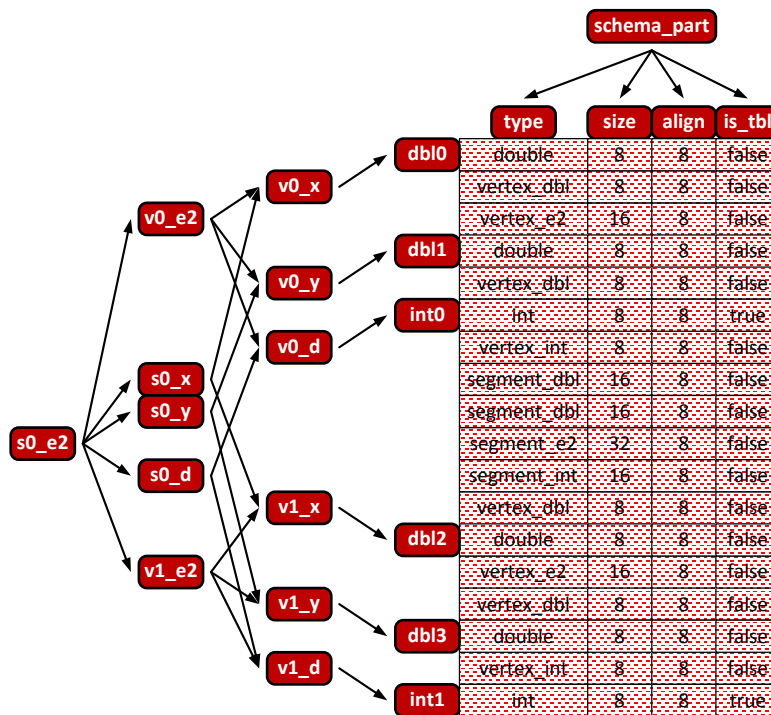 schema_part
type size align is_tbl
dbl0 double 8 8 false
v0_x vertex_dbl 8 8 false
v0_e2 vertex_e2 16 8 false
dbl1 double 8 8 false
v0_y vertex_dbl 8 8 false
int0 int 8 8 true
v0_d vertex_int 8 8 false
s0_x segment_dbl 16 8 false
s0_y segment_dbl 16 8 false
s0_e2 segment_e2 32 8 false
s0_d segment_int 16 8 false
v1_x vertex_dbl 8 8 false
dbl2 double 8 8 false
v1_e2 vertex_e2 16 8 false
v1_y vertex_dbl 8 8 false
dbl3 double 8 8 false
v1_d vertex_int 8 8 false
int1 int 8 8 true